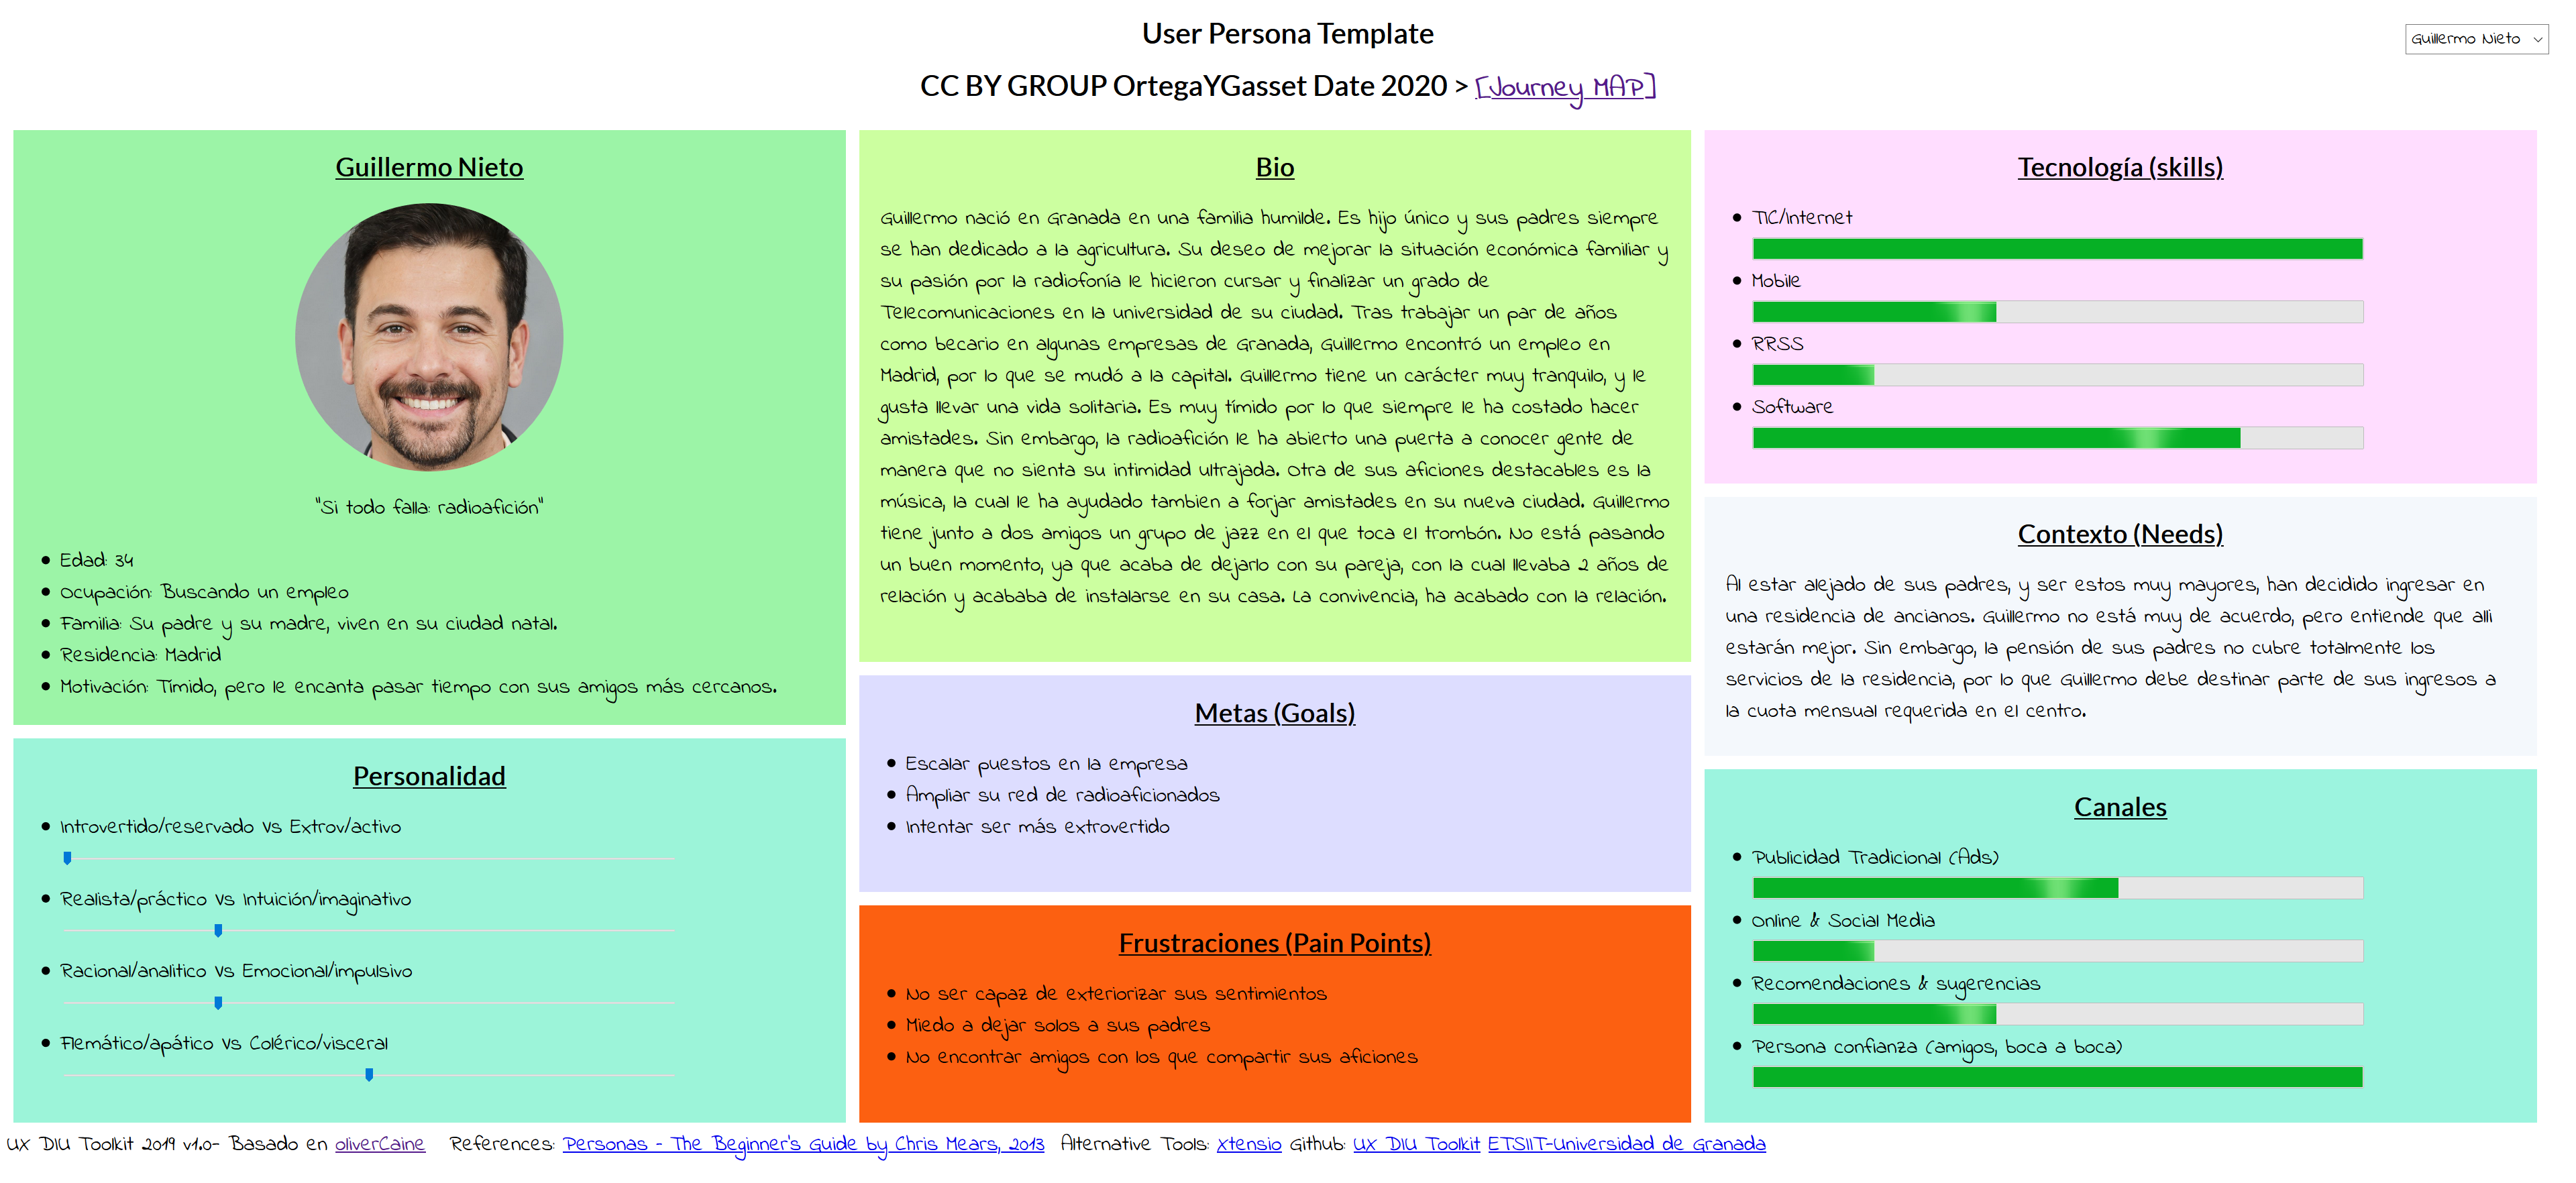 User Persona Template
Guillermo Nieto
CC BY GROUP OrtegaYGasset Date 2020 > [Journey MAP]
Guillermo Nieto
"Si todo falla: radioafición"
Edad: 34
Ocupación: Buscando un empleo
Familia: Su padre y su madre, viven en su ciudad natal.
Residencia: Madrid
Motivación: Tímido, pero le encanta pasar tiempo con sus amigos más cercanos.
Personalidad
Introvertido/reservado Vs Extrov/activo
Realista/práctico Vs Intuición/imaginativo
Racional/analitico Vs Emocional/impulsivo
Flemático/apático Vs Colérico/visceral
Bio
Guillermo nació en Granada en una familia humilde. Es hijo único y sus padres siempre
se han dedicado a la agricultura. Su deseo de mejorar la situación económica familiar y
su pasión por la radiofonía le hicieron cursar y finalizar un grado de
Telecomunicaciones en la universidad de su ciudad. Tras trabajar un par de años
como becario en algunas empresas de Granada, Guillermo encontró un empleo en
Madrid, por lo que se mudó a la capital. Guillermo tiene un carácter muy tranquilo, y le
gusta llevar una vida solitaria. Es muy tímido por lo que siempre le ha costado hacer
amistades. Sin embargo, la radioafición le ha abierto una puerta a conocer gente de
manera que no sienta su intimidad ultrajada. Otra de sus aficiones destacables es la
música, la cual le ha ayudado tambien a forjar amistades en su nueva ciudad. Guillermo
tiene junto a dos amigos un grupo de jazz en el que toca el trombón. No está pasando
un buen momento, ya que acaba de dejarlo con su pareja, con la cual llevaba 2 años de
relación y acababa de instalarse en su casa. La convivencia, ha acabado con la relación.
Metas (Goals)
Escalar puestos en la empresa
Ampliar su red de radioaficionados
Intentar ser más extrovertido
Frustraciones (Pain Points)
No ser capaz de exteriorizar sus sentimientos
Miedo a dejar solos a sus padres
No encontrar amigos con los que compartir sus aficiones
Tecnología (skills)
TIC/internet
Mobile
RRSS
Software
Contexto (Needs)
Al estar alejado de sus padres, y ser estos muy mayores, han decidido ingresar en
una residencia de ancianos. Guillermo no está muy de acuerdo, pero entiende que alli
estarán mejor. Sin embargo, la pensión de sus padres no cubre totalmente los
servicios de la residencia, por lo que Guillermo debe destinar parte de sus ingresos a
la cuota mensual requerida en el centro.
Canales
Publicidad Tradicional (Ads)
Online & Social Media
Recomendaciones & sugerencias
Persona confianza (amigos, boca a boca)
UX DIU Toolkit 2019 v1.0- Basado en oliverCaine References: Personas - The Beginner's Guide by Chris Mears, 2013 Alternative Tools: Xtensio Github: UX DIU Toolkit ETSIIT-Universidad de Granada